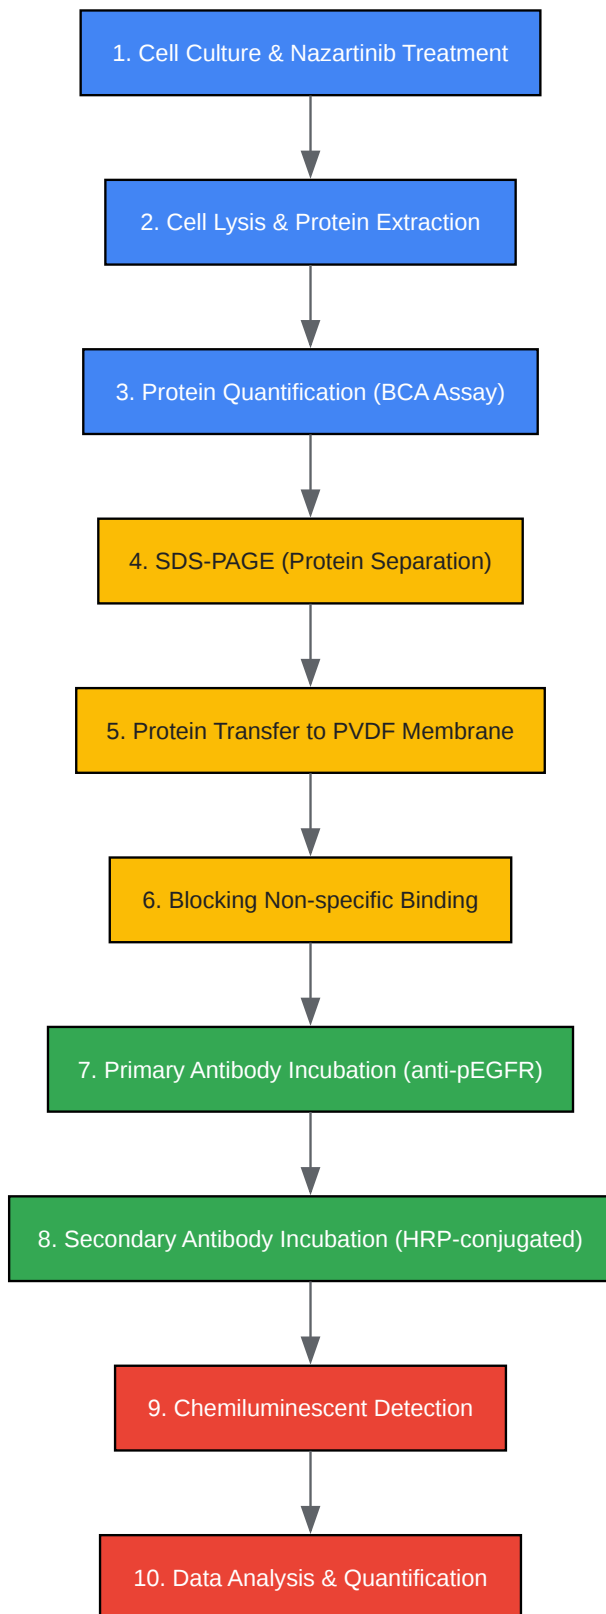 1. Cell Culture & Nazartinib Treatment
2. Cell Lysis & Protein Extraction
3. Protein Quantification (BCA Assay)
4. SDS-PAGE (Protein Separation)
5. Protein Transfer to PVDF Membrane
6. Blocking Non-specific Binding
7. Primary Antibody Incubation (anti-pEGFR)
8. Secondary Antibody Incubation (HRP-conjugated)
9. Chemiluminescent Detection
10. Data Analysis & Quantification